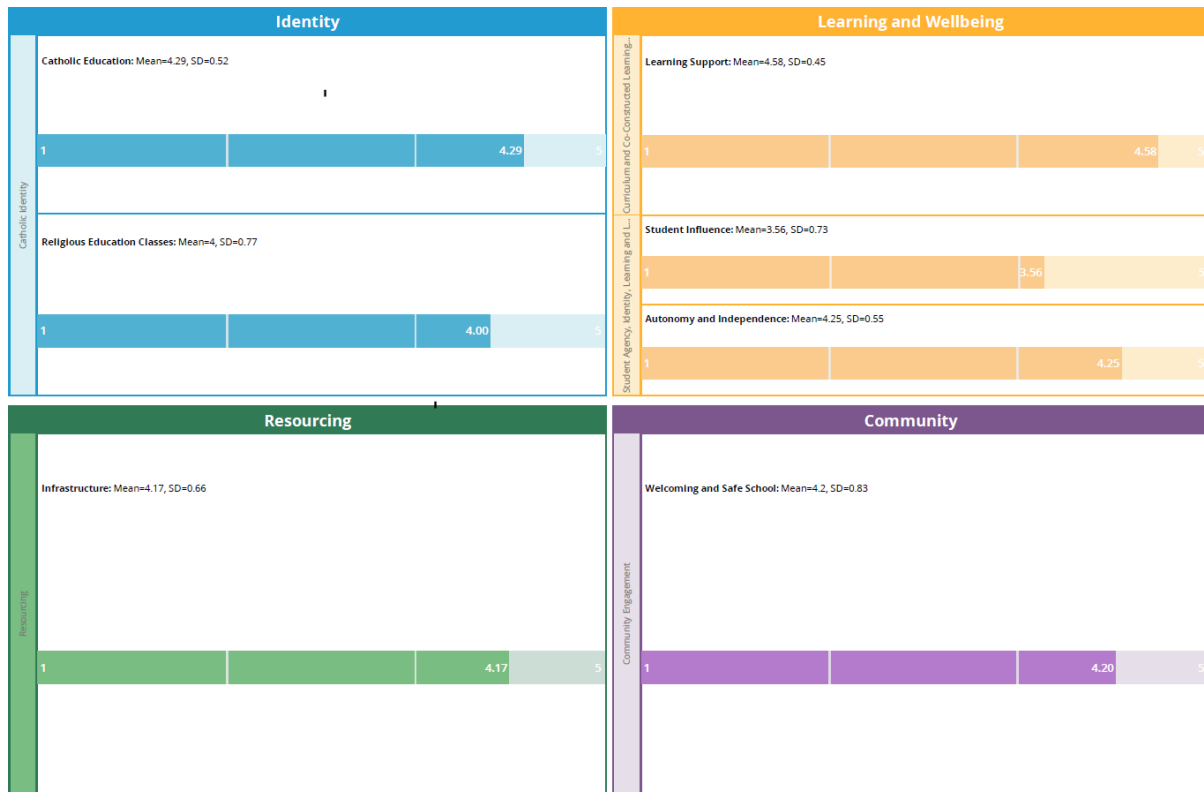 Identity
Catholic Identity
Catholic Education: Mean=4.29, SD=0.52
1 4.29 5
Religious Education Classes: Mean=4, SD=0.77
1 4.00 5
Learning and Wellbeing
Curriculum and Co-Constructed Learning...
Learning Support: Mean=4.58, SD=0.45
1 4.58 5
Student Agency, Identity, Learning and L...
Student Influence: Mean=3.56, SD=0.73
1 3.56 5
Autonomy and Independence: Mean=4.25, SD=0.55
1 4.25 5
Resourcing
Resourcing
Infrastructure: Mean=4.17, SD=0.66
1 4.17 5
Community
Community Engagement
Welcoming and Safe School: Mean=4.2, SD=0.83
1 4.20 5